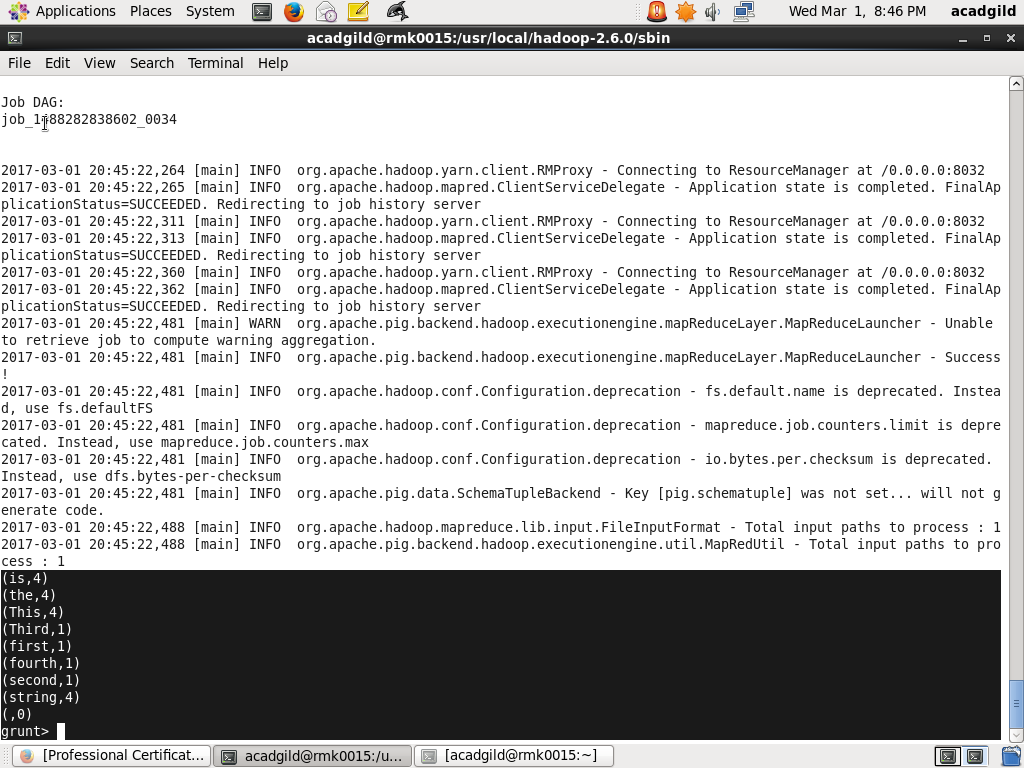 Applications Places System Wed Mar 1, 8:46 PM acadgild
acadgild@rmk0015:/usr/local/hadoop-2.6.0/sbin
File Edit View Search Terminal Help
Job DAG:
job_1488282838602_0034
2017-03-01 20:45:22,264 [main] INFO  org.apache.hadoop.yarn.client.RMProxy - Connecting to ResourceManager at /0.0.0.0:8032
2017-03-01 20:45:22,265 [main] INFO  org.apache.hadoop.mapred.ClientServiceDelegate - Application state is completed. FinalAp
plicationStatus=SUCCEEDED. Redirecting to job history server
2017-03-01 20:45:22,311 [main] INFO  org.apache.hadoop.yarn.client.RMProxy - Connecting to ResourceManager at /0.0.0.0:8032
2017-03-01 20:45:22,313 [main] INFO  org.apache.hadoop.mapred.ClientServiceDelegate - Application state is completed. FinalAp
plicationStatus=SUCCEEDED. Redirecting to job history server
2017-03-01 20:45:22,360 [main] INFO  org.apache.hadoop.yarn.client.RMProxy - Connecting to ResourceManager at /0.0.0.0:8032
2017-03-01 20:45:22,362 [main] INFO  org.apache.hadoop.mapred.ClientServiceDelegate - Application state is completed. FinalAp
plicationStatus=SUCCEEDED. Redirecting to job history server
2017-03-01 20:45:22,481 [main] WARN  org.apache.pig.backend.hadoop.executionengine.mapReduceLayer.MapReduceLauncher - Unable
to retrieve job to compute warning aggregation.
2017-03-01 20:45:22,481 [main] INFO  org.apache.pig.backend.hadoop.executionengine.mapReduceLayer.MapReduceLauncher - Success
!
2017-03-01 20:45:22,481 [main] INFO  org.apache.hadoop.conf.Configuration.deprecation - fs.default.name is deprecated. Instea
d, use fs.defaultFS
2017-03-01 20:45:22,481 [main] INFO  org.apache.hadoop.conf.Configuration.deprecation - mapreduce.job.counters.limit is depre
cated. Instead, use mapreduce.job.counters.max
2017-03-01 20:45:22,481 [main] INFO  org.apache.hadoop.conf.Configuration.deprecation - io.bytes.per.checksum is deprecated.
Instead, use dfs.bytes-per-checksum
2017-03-01 20:45:22,481 [main] INFO  org.apache.pig.data.SchemaTupleBackend - Key [pig.schematuple] was not set... will not g
enerate code.
2017-03-01 20:45:22,488 [main] INFO  org.apache.hadoop.mapreduce.lib.input.FileInputFormat - Total input paths to process : 1
2017-03-01 20:45:22,488 [main] INFO  org.apache.pig.backend.hadoop.executionengine.util.MapRedUtil - Total input paths to pro
cess : 1
(is,4)
(the,4)
(This,4)
(Third,1)
(first,1)
(fourth,1)
(second,1)
(string,4)
(,0)
grunt>
[Professional Certificat... acadgild@rmk0015:/u... [acadgild@rmk0015:~]